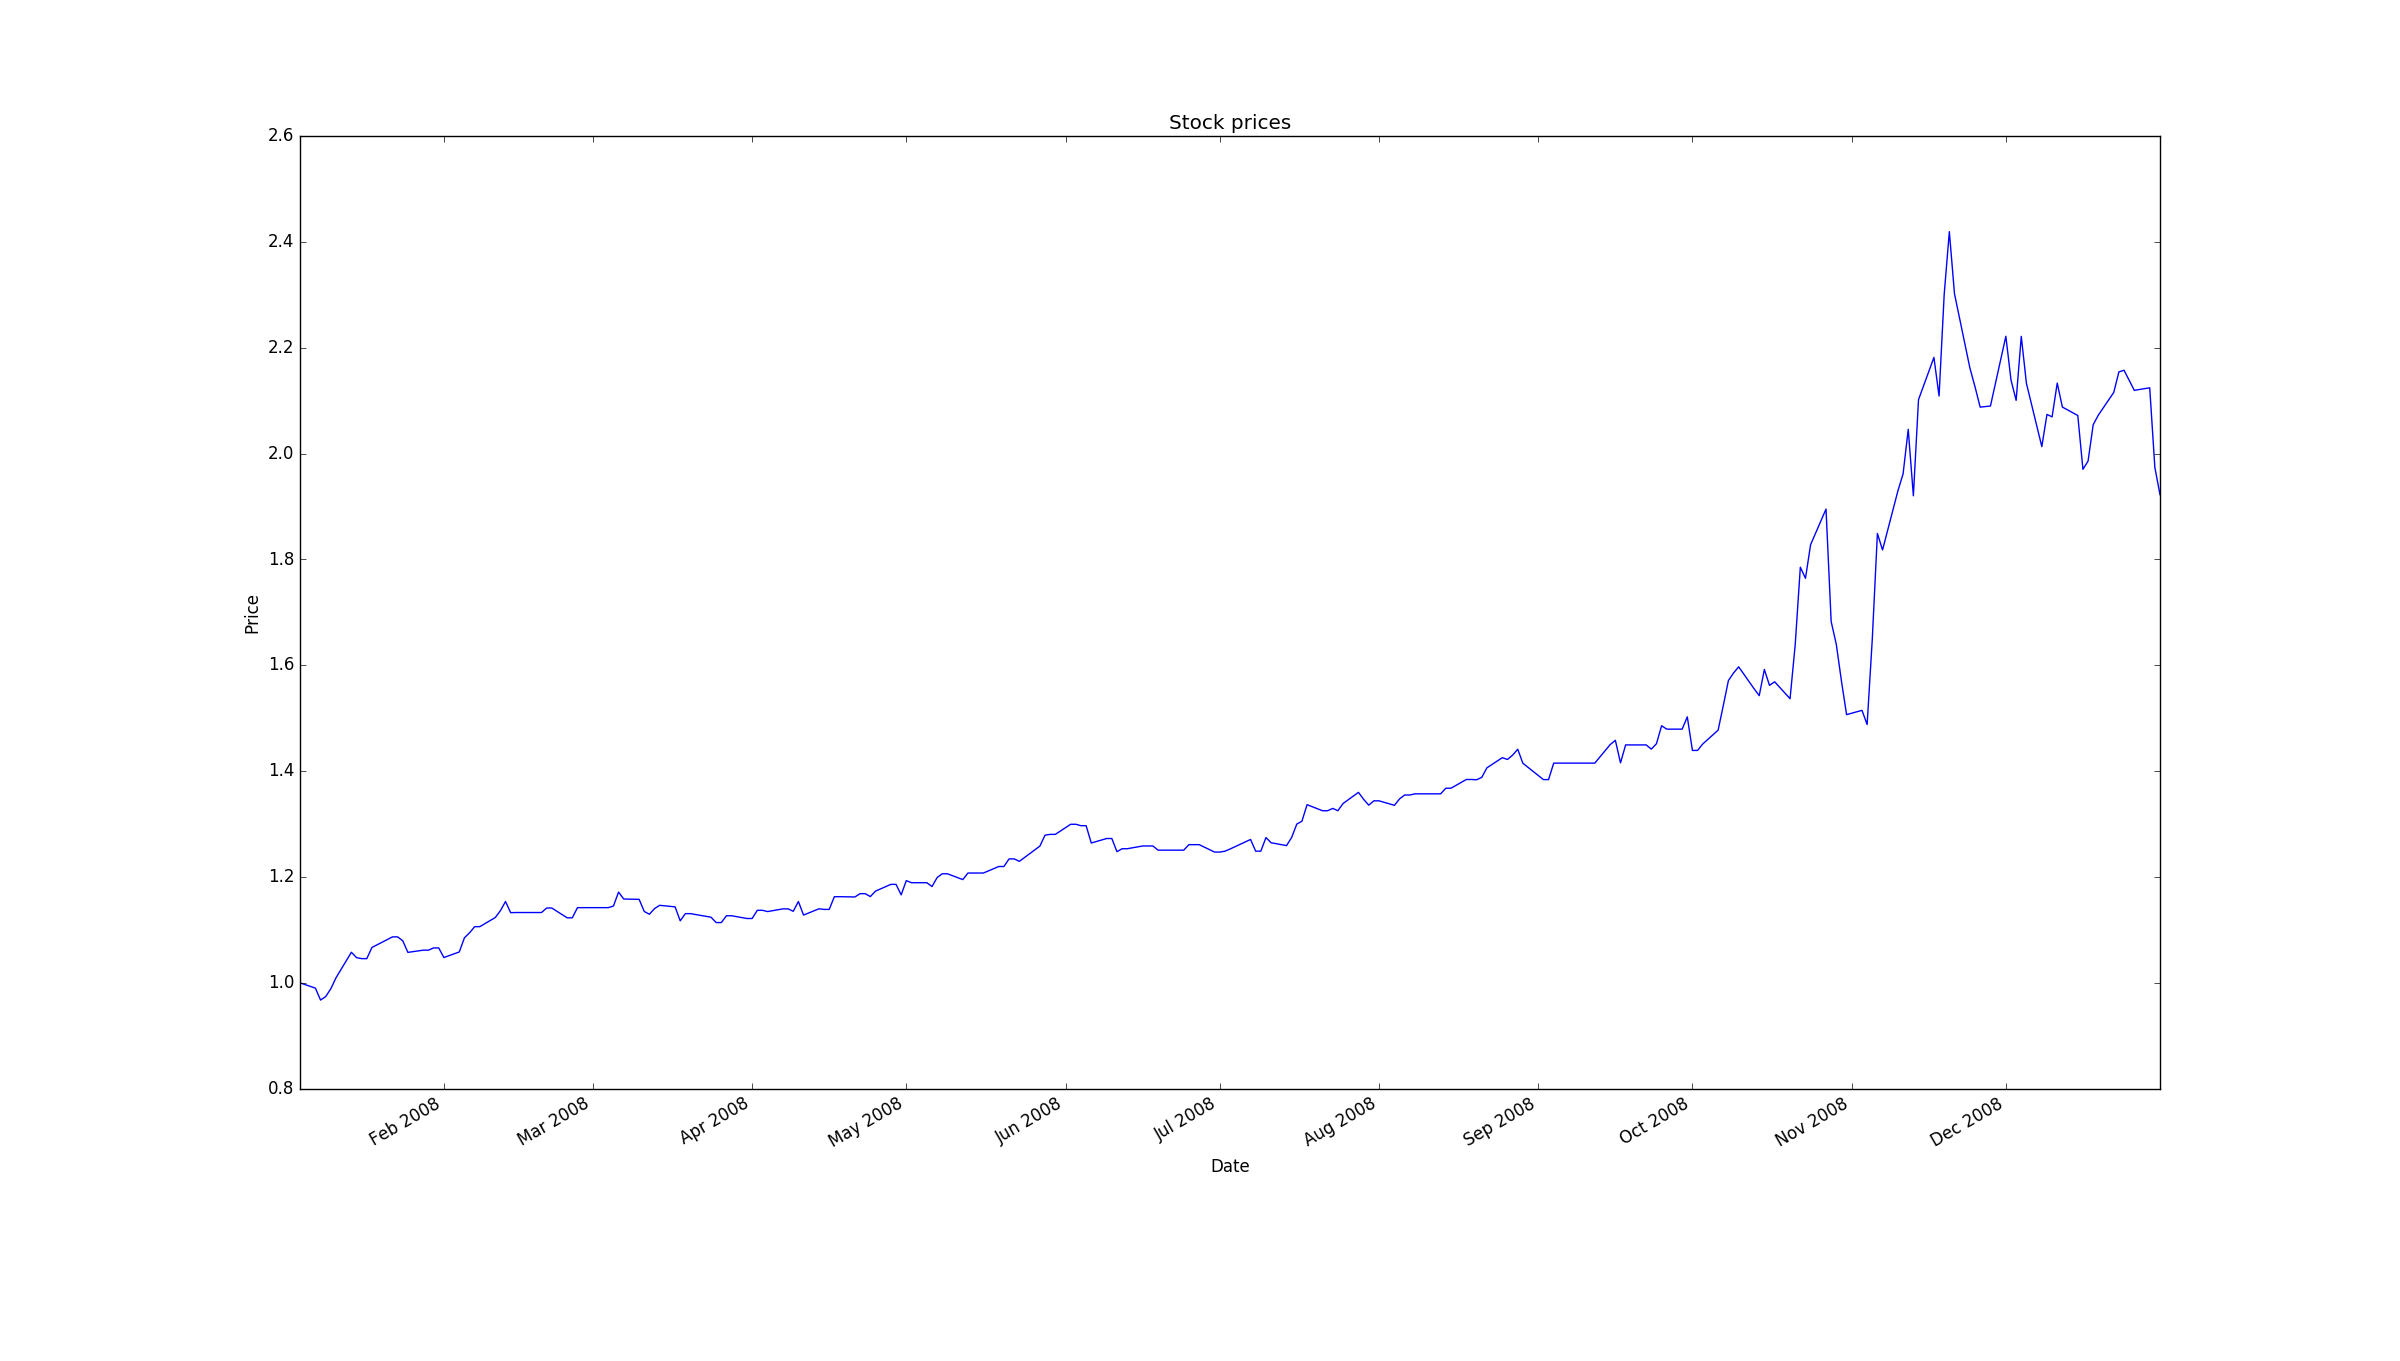 Stock prices
2.6
2.4
2.2
2.0
1.8
1.6
1.4
1.2
1.0
0.8
Price
Feb 2008
Mar 2008
Apr 2008
May 2008
Jun 2008
Jul 2008
Aug 2008
Sep 2008
Oct 2008
Nov 2008
Dec 2008
Date